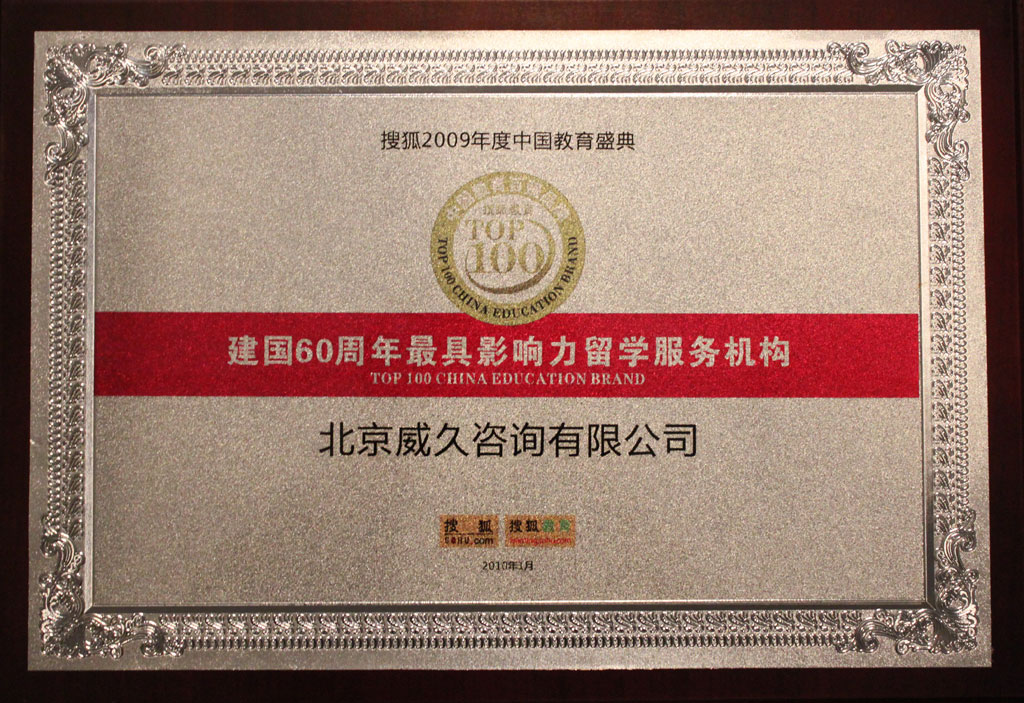 搜狐2009年度中国教育盛典
TOP
100
TOP 100 CHINA EDUCATION BRAND
建国60周年最具影响力留学服务机构
TOP 100 CHINA EDUCATION BRAND
北京威久咨询有限公司
搜狐 搜狐教育
SOHU.com
2010年1月